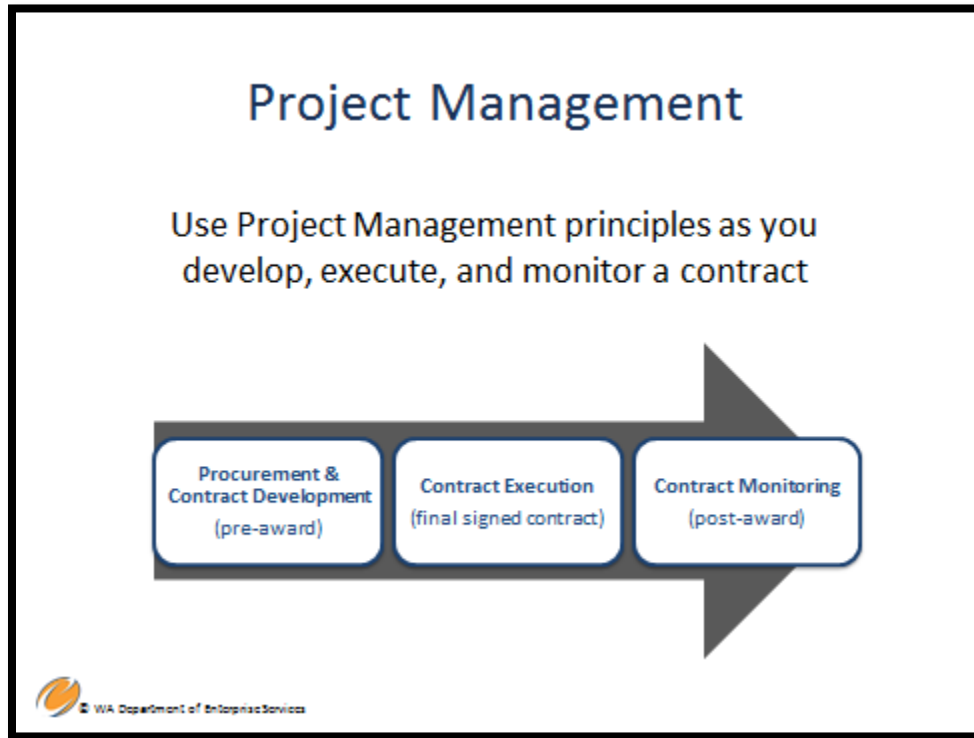 Project Management
Use Project Management principles as you
develop, execute, and monitor a contract
Procurement &
Contract Development
(pre-award)
Contract Execution
(final signed contract)
Contract Monitoring
(post-award)
© WA Department of Enterprise Services